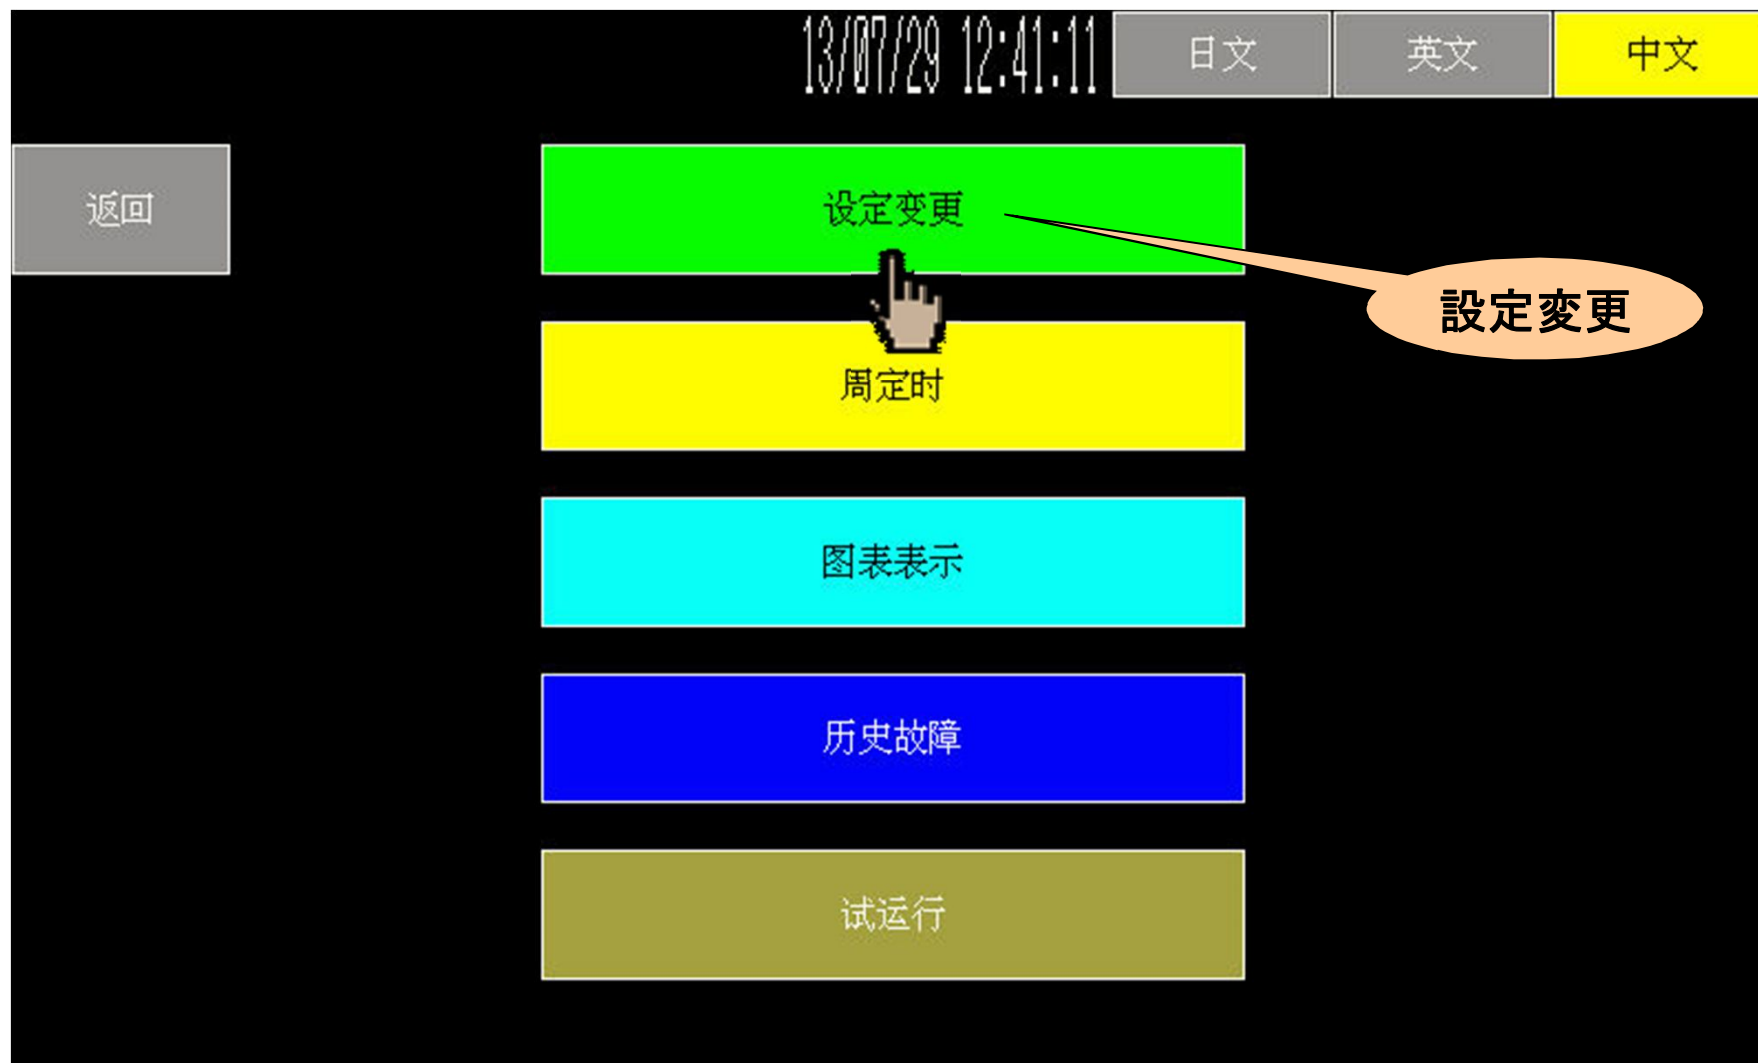 13/07/29 12:41:11 日文 英文 中文
返回
设定变更
設定変更
周定时
图表表示
历史故障
试运行